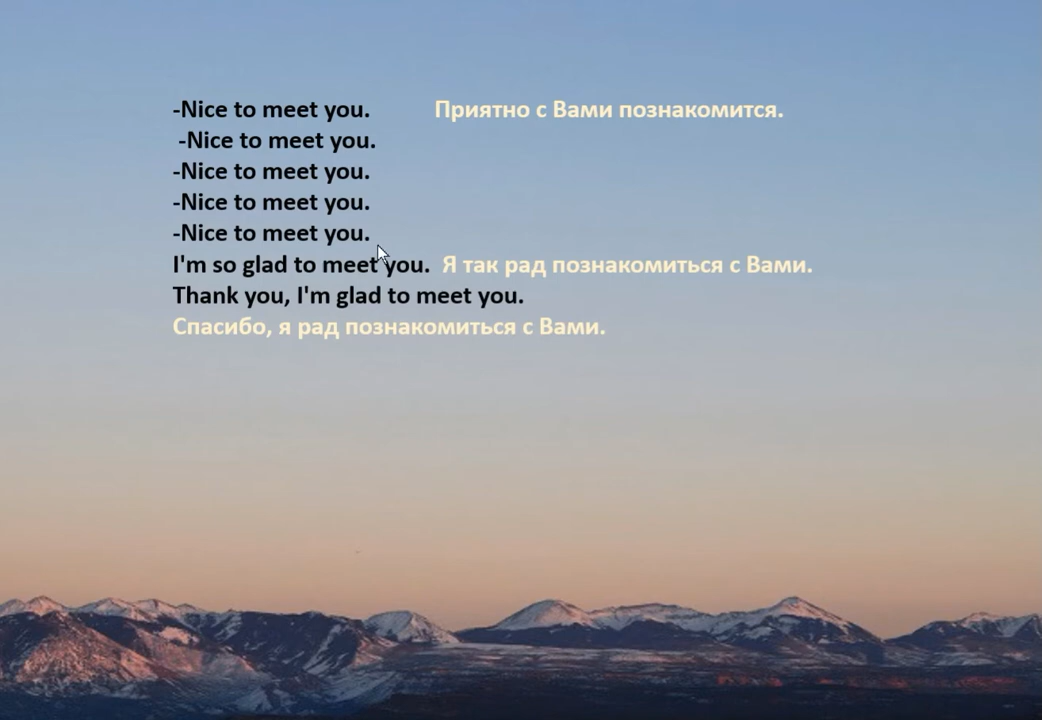 -Nice to meet you. Приятно с Вами познакомится.
-Nice to meet you.
-Nice to meet you.
-Nice to meet you.
-Nice to meet you.
I'm so glad to meet you. Я так рад познакомиться с Вами.
Thank you, I'm glad to meet you.
Спасибо, я рад познакомиться с Вами.